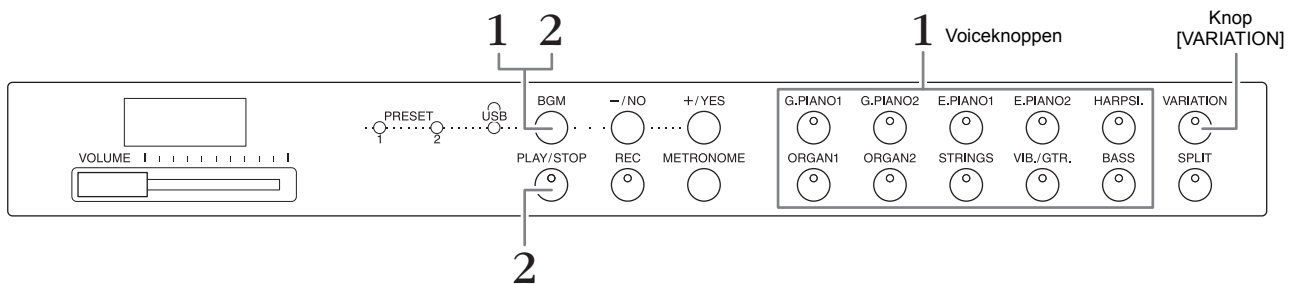 1 2
1 Voiceknoppen
Knop
[VARIATION]
BGM -/NO +/YES
G.PIANO1 G.PIANO2 E.PIANO1 E.PIANO2 HARPSI. VARIATION
PRESET
1 2
USB
VOLUME
PLAY/STOP REC METRONOME
ORGAN1 ORGAN2 STRINGS VIB./GTR. BASS SPLIT
2